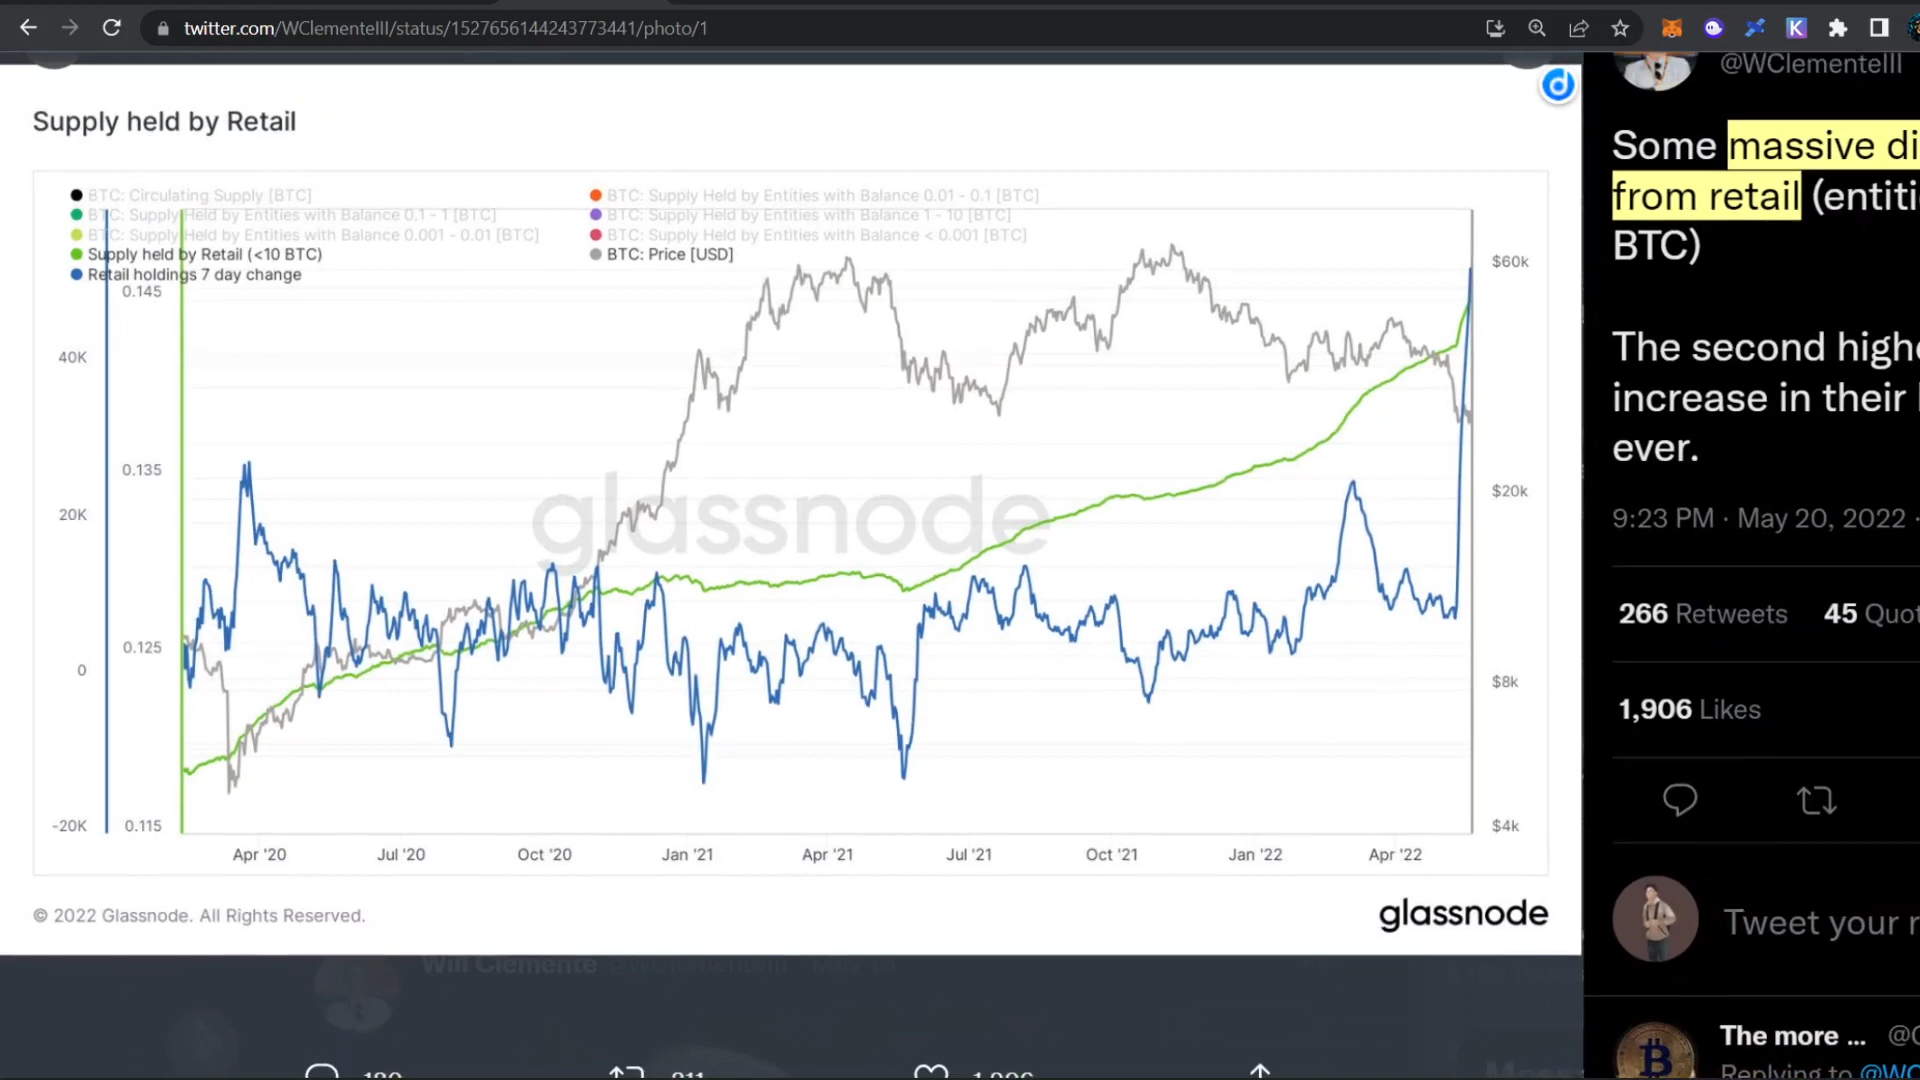 twitter.com/WClementeIII/status/1527656144243773441/photo/1
Supply held by Retail
BTC: Circulating Supply [BTC]
BTC: Supply Held by Entities with Balance 0.01 - 0.1 [BTC]
BTC: Supply Held by Entities with Balance 0.1 - 1 [BTC]
BTC: Supply Held by Entities with Balance 1 - 10 [BTC]
BTC: Supply Held by Entities with Balance 0.001 - 0.01 [BTC]
BTC: Supply Held by Entities with Balance < 0.001 [BTC]
Supply held by Retail (<10 BTC)
BTC: Price [USD]
Retail holdings 7 day change
40K
20K
0
-20K
0.145
0.135
0.125
0.115
$60k
$20k
$8k
$4k
glassnode
Apr '20
Jul '20
Oct '20
Jan '21
Apr '21
Jul '21
Oct '21
Jan '22
Apr '22
© 2022 Glassnode. All Rights Reserved.
glassnode
Will Clemente
@WClementeIII
Some massive di
from retail (entiti
BTC)
The second highe
increase in their
ever.
9:23 PM · May 20, 2022 ·
266 Retweets 45 Quot
1,906 Likes
Tweet your r
The more ... @
Replying to @WC